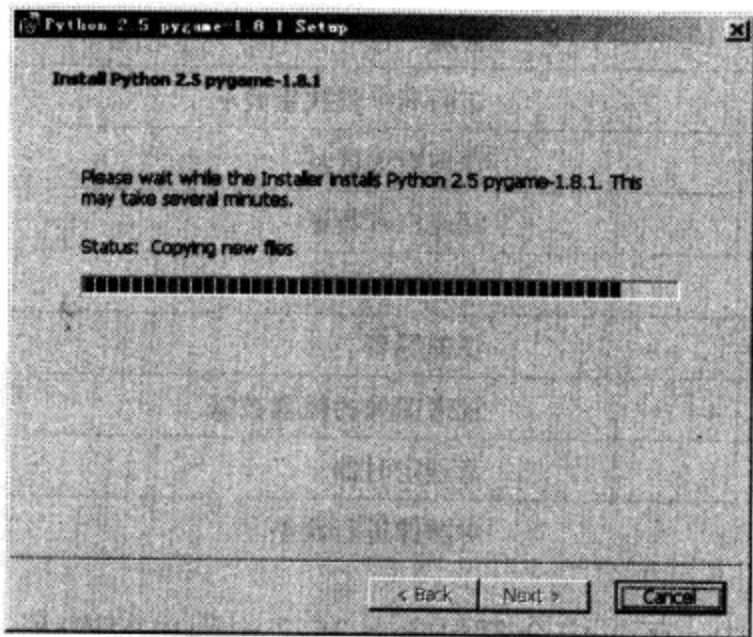 Python 2.5 pygame-1.8.1 Setup
Install Python 2.5 pygame-1.8.1
Please wait while the Installer installs Python 2.5 pygame-1.8.1. This
may take several minutes.
Status: Copying new files
< Back
Next >
Cancel